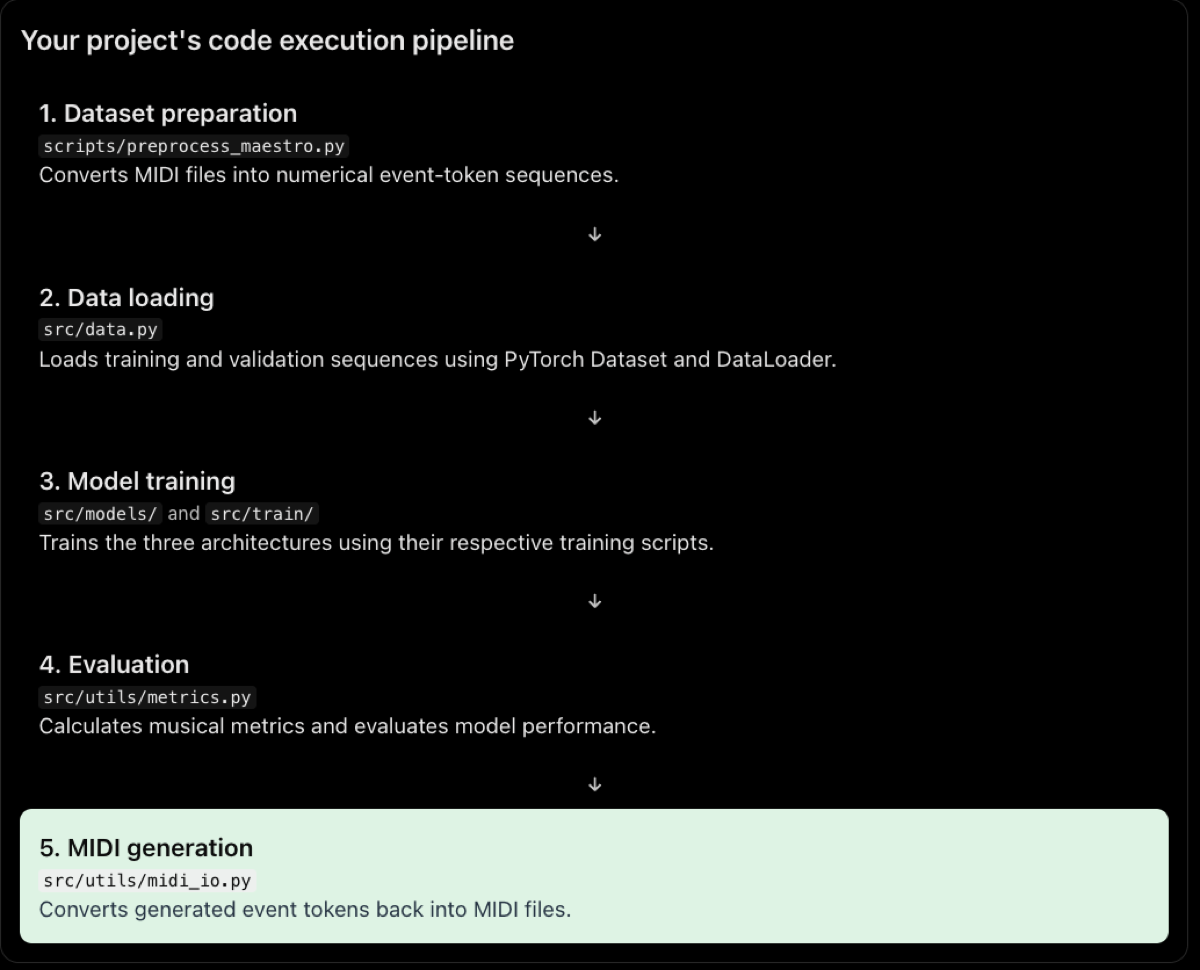 Your project's code execution pipeline
1. Dataset preparation
scripts/preprocess_maestro.py
Converts MIDI files into numerical event-token sequences.
↓
2. Data loading
src/data.py
Loads training and validation sequences using PyTorch Dataset and DataLoader.
↓
3. Model training
src/models/ and src/train/
Trains the three architectures using their respective training scripts.
↓
4. Evaluation
src/utils/metrics.py
Calculates musical metrics and evaluates model performance.
↓
5. MIDI generation
src/utils/midi_io.py
Converts generated event tokens back into MIDI files.